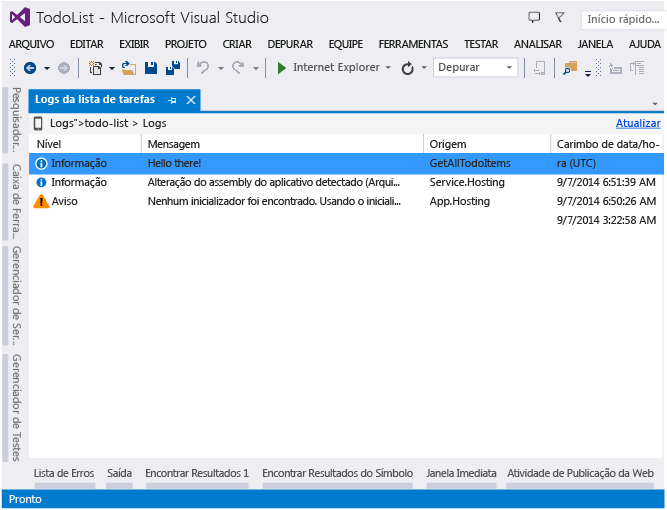 TodoList - Microsoft Visual Studio
Início rápido...
ARQUIVO EDITAR EXIBIR PROJETO CRIAR DEPURAR EQUIPE FERRAMENTAS TESTAR ANALISAR JANELA AJUDA
Internet Explorer Depurar
Pesquisador...
Caixa de Ferra...
Gerenciador de Ser...
Gerenciador de Testes
Logs da lista de tarefas
Logs">todo-list > Logs Atualizar
Nível Mensagem Origem Carimbo de data/ho-
Informação Hello there! GetAllTodoItems ra (UTC)
Informação Alteração do assembly do aplicativo detectado (Arqui... Service.Hosting 9/7/2014 6:51:39 AM
Aviso Nenhum inicializador foi encontrado. Usando o iniciali... App.Hosting 9/7/2014 6:50:26 AM
9/7/2014 3:22:58 AM
Lista de Erros Saída Encontrar Resultados 1 Encontrar Resultados do Símbolo Janela Imediata Atividade de Publicação da Web
Pronto